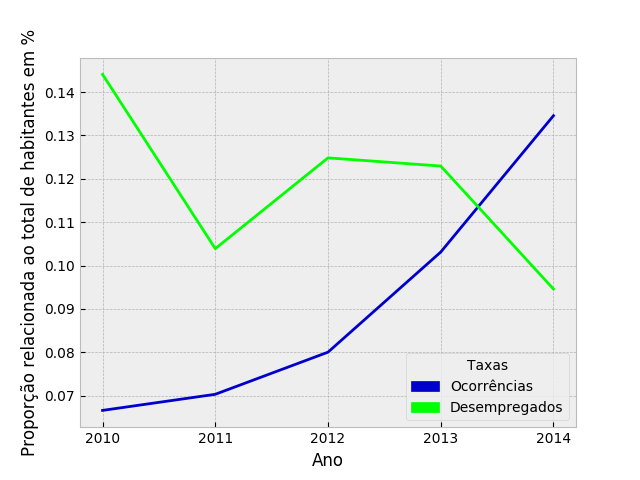 Proporção relacionada ao total de habitantes em %
0.14
0.13
0.12
0.11
0.10
0.09
0.08
0.07
2010 2011 2012 2013 2014
Ano
Taxas
Ocorrências
Desempregados